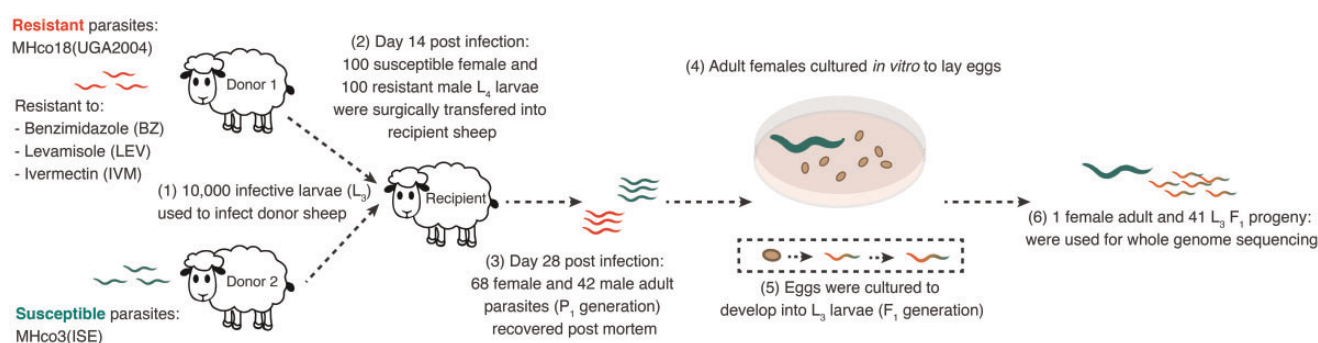 Resistant parasites:
MHco18(UGA2004)
Resistant to:
- Benzimidazole (BZ)
- Levamisole (LEV)
- Ivermectin (IVM)
Donor 1
(1) 10,000 infective larvae (L3)
used to infect donor sheep
Donor 2
Susceptible parasites:
MHco3(ISE)
(2) Day 14 post infection:
100 susceptible female and
100 resistant male L4 larvae
were surgically transfered into
recipient sheep
Recipient
(3) Day 28 post infection:
68 female and 42 male adult
parasites (P1 generation)
recovered post mortem
(4) Adult females cultured in vitro to lay eggs
(5) Eggs were cultured to
develop into L3 larvae (F1 generation)
(6) 1 female adult and 41 L3 F1 progeny:
were used for whole genome sequencing